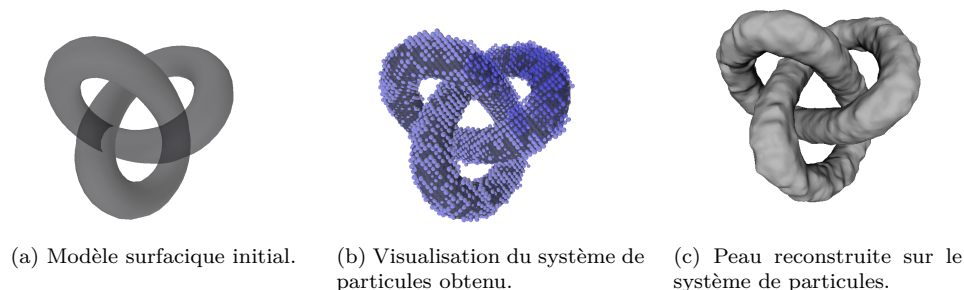 (a) Modèle surfacique initial.
(b) Visualisation du système de
particules obtenu.
(c) Peau reconstruite sur le
système de particules.